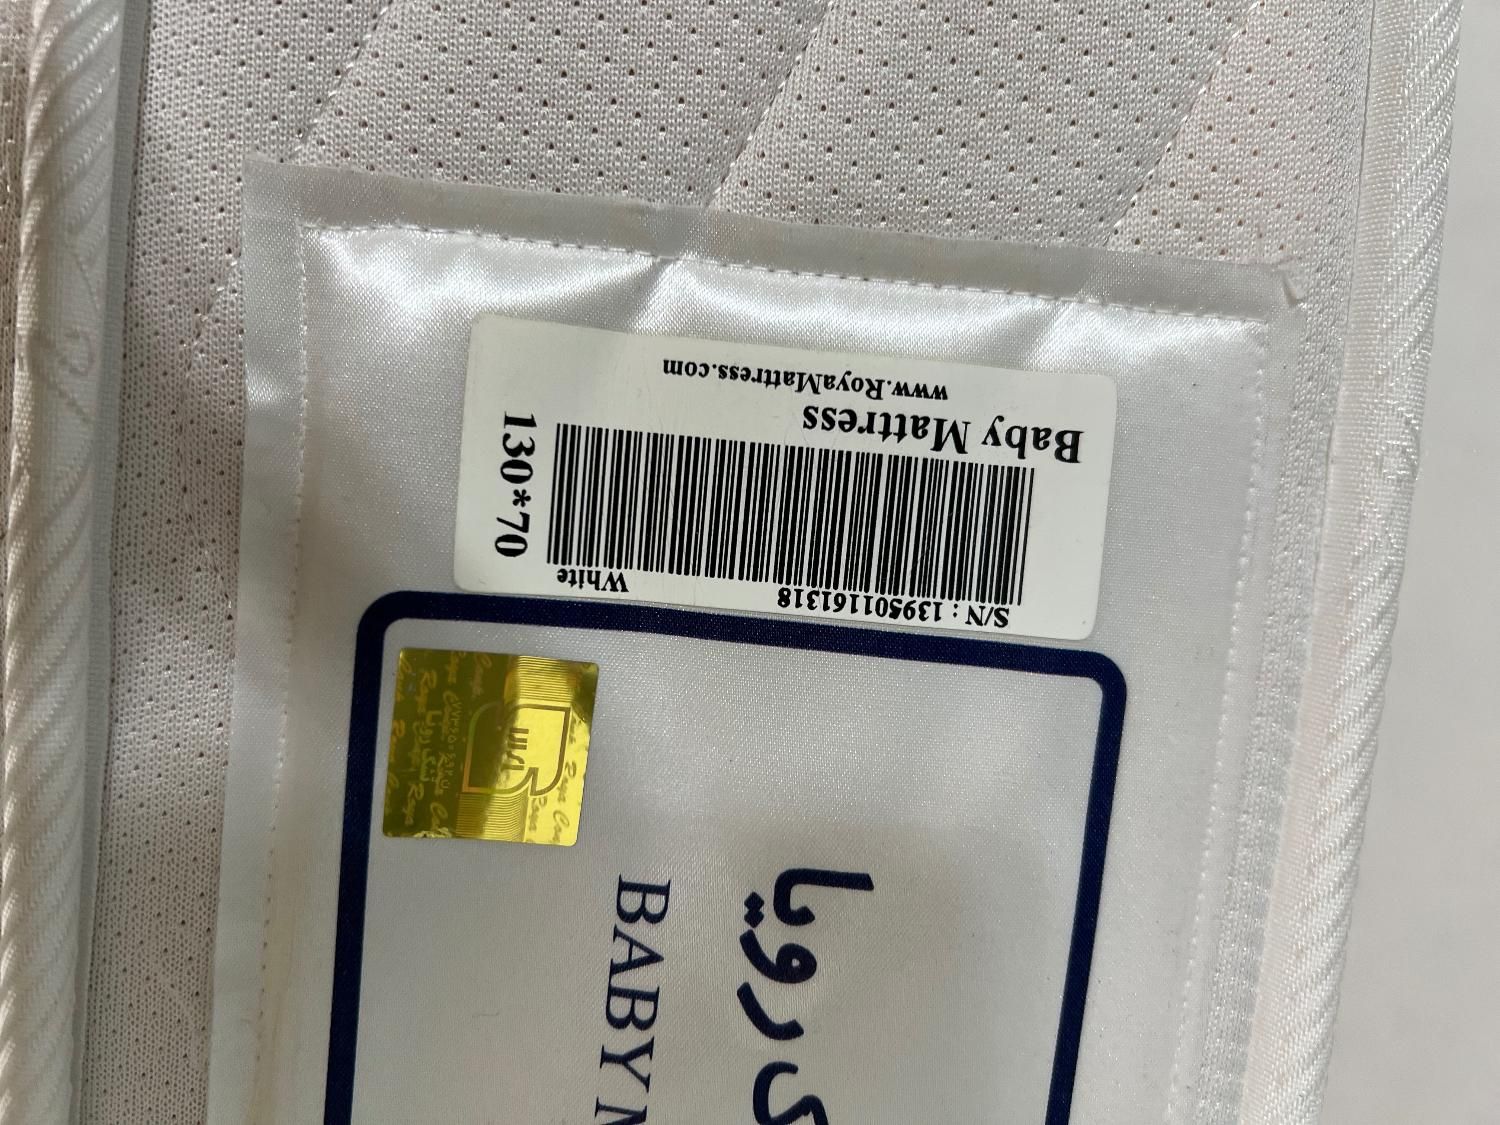 www.RoyaMattress.com
Baby Mattress
130*70
S/N : 139501161318
White
رویا
BABY